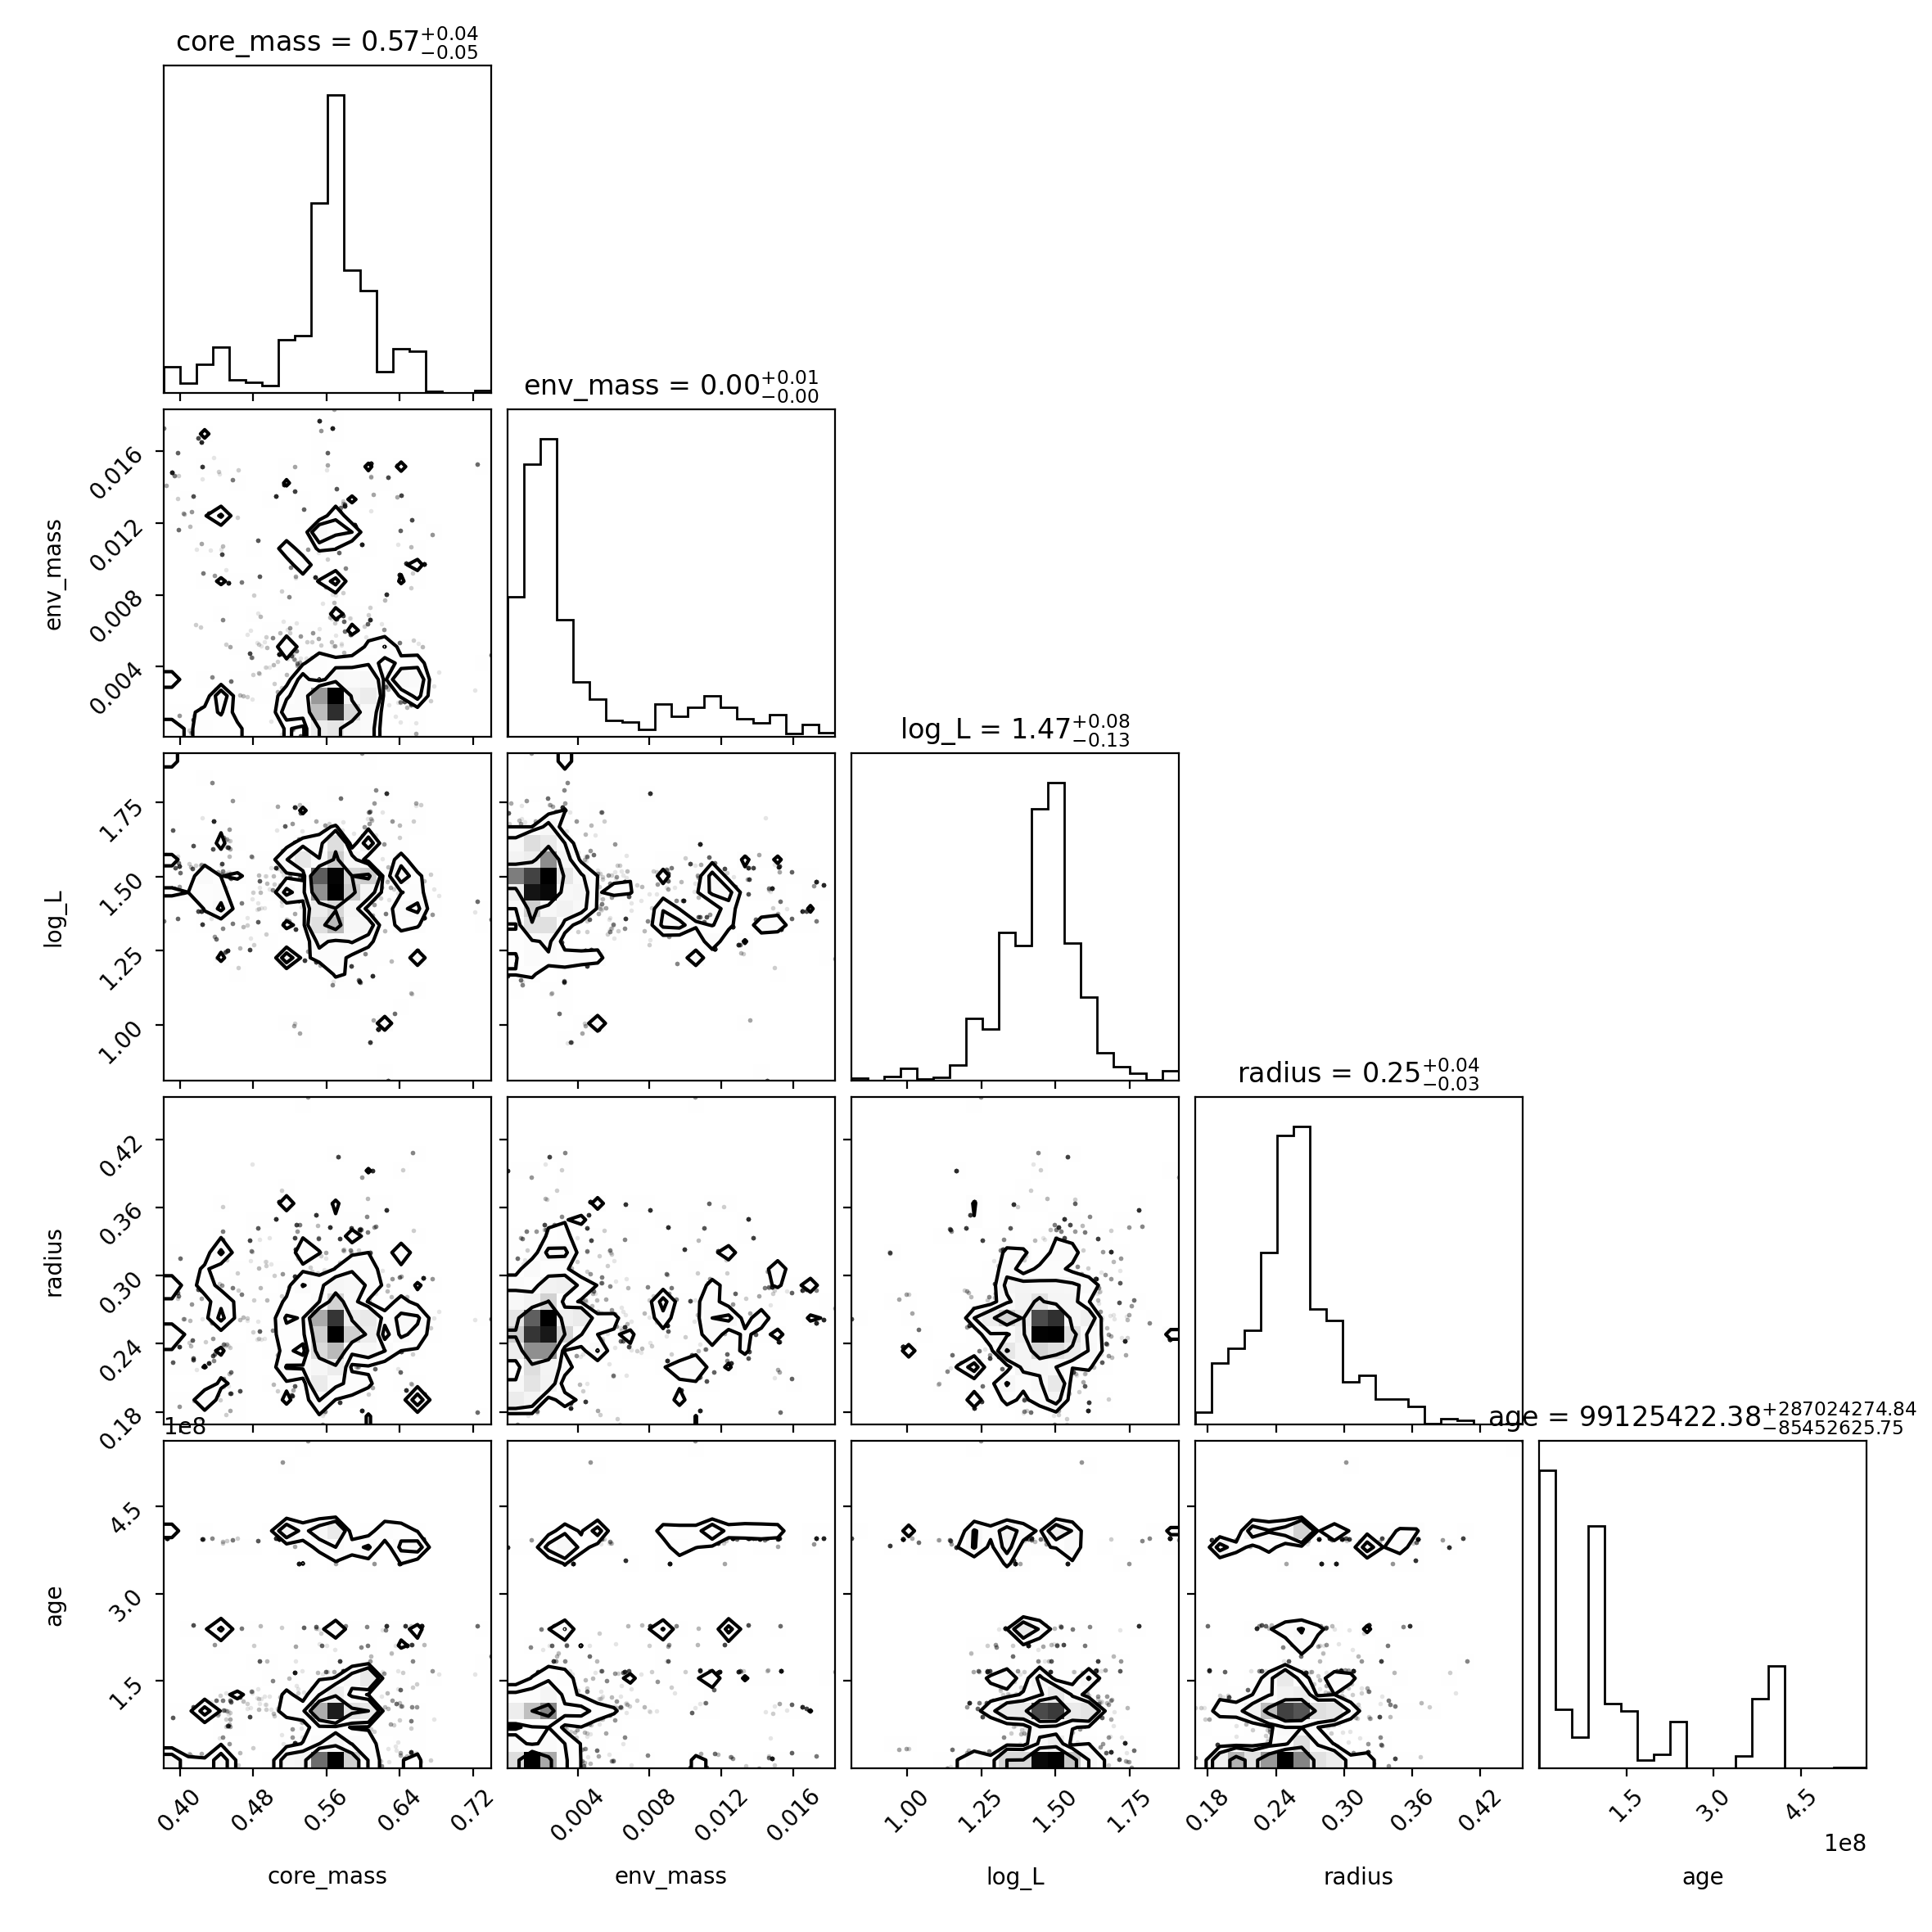 core_mass = 0.57 +0.04 −0.05
env_mass = 0.00 +0.01 −0.00
0.016
0.012
0.008
0.004
env_mass
log_L = 1.47 +0.08 −0.13
1.75
1.50
1.25
1.00
log_L
radius = 0.25 +0.04 −0.03
0.42
0.36
0.30
0.24
0.18
radius
age = 99125422.38 +287024274.84 −85452625.75
1e8
4.5
3.0
1.5
age
0.40 0.48 0.56 0.64 0.72
0.004 0.008 0.012 0.016
1.00 1.25 1.50 1.75
0.18 0.24 0.30 0.36 0.42
1.5 3.0 4.5
1e8
core_mass env_mass log_L radius age